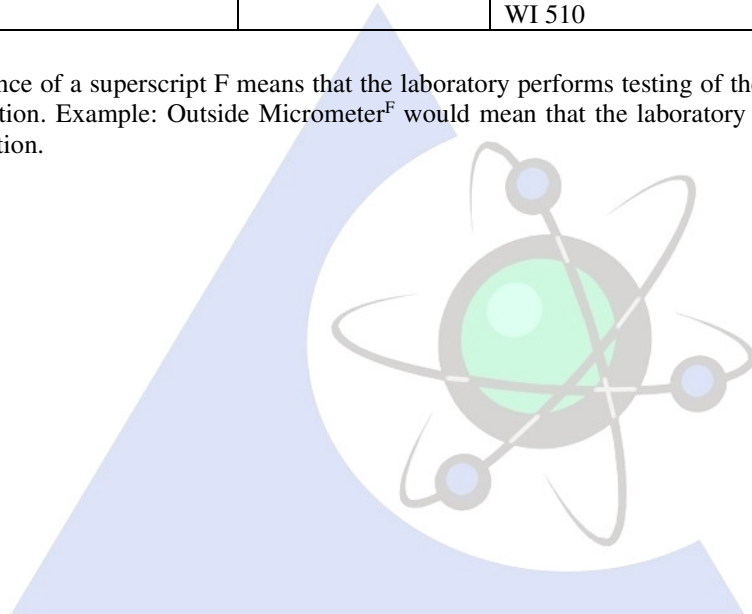 WI 510
nce of a superscript F means that the laboratory performs testing of the
tion. Example: Outside Micrometerᶠ would mean that the laboratory
tion.